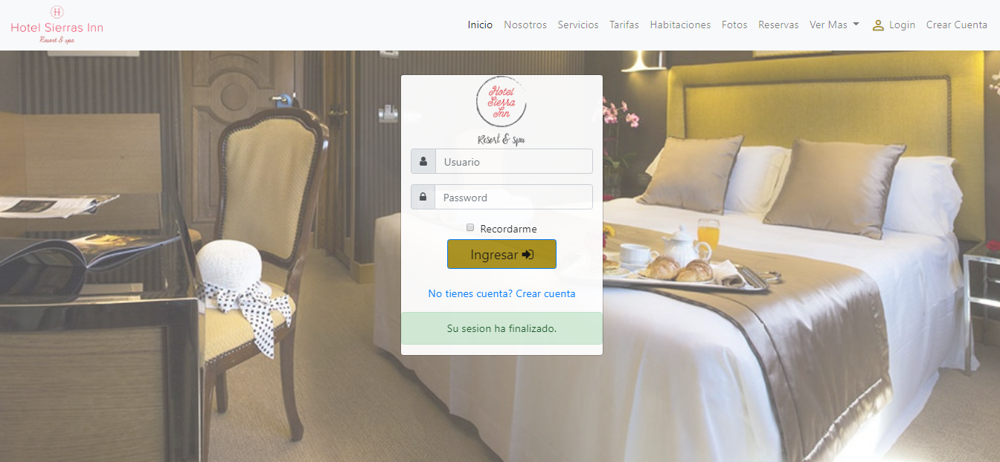 Hotel Sierras Inn
Resort & spa
Inicio Nosotros Servicios Tarifas Habitaciones Fotos Reservas Ver Mas Login Crear Cuenta
Hotel
Sierra
Inn
Resort & spa
Usuario
Password
Recordarme
Ingresar
No tienes cuenta? Crear cuenta
Su sesion ha finalizado.